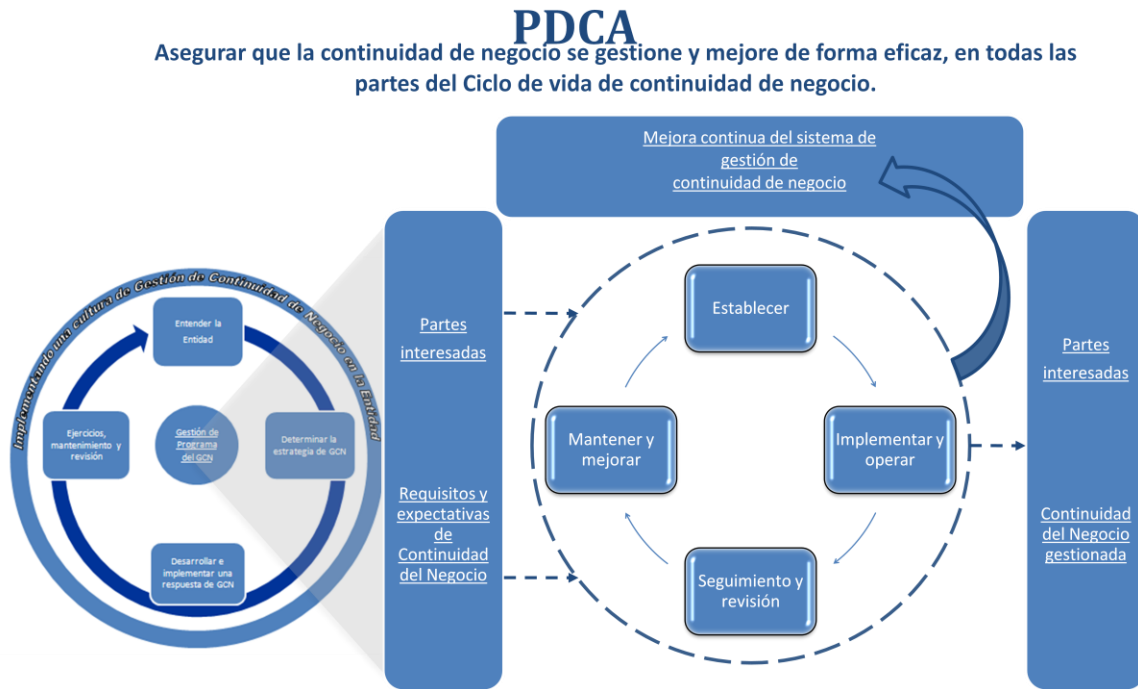 PDCA
Asegurar que la continuidad de negocio se gestione y mejore de forma eficaz, en todas las
partes del Ciclo de vida de continuidad de negocio.
Mejora continua del sistema de
gestión de
continuidad de negocio
Implementando una cultura de Gestión de Continuidad de Negocio en la Entidad
Entender la
Entidad
Ejercicios,
mantenimiento y
revisión
Gestión de
Programa
del GCN
Determinar la
estrategia de GCN
Desarrollar e
implementar una
respuesta de GCN
Partes
interesadas
Requisitos y
expectativas
de
Continuidad
del Negocio
Establecer
Mantener y
mejorar
Implementar y
operar
Seguimiento y
revisión
Partes
interesadas
Continuidad
del Negocio
gestionada